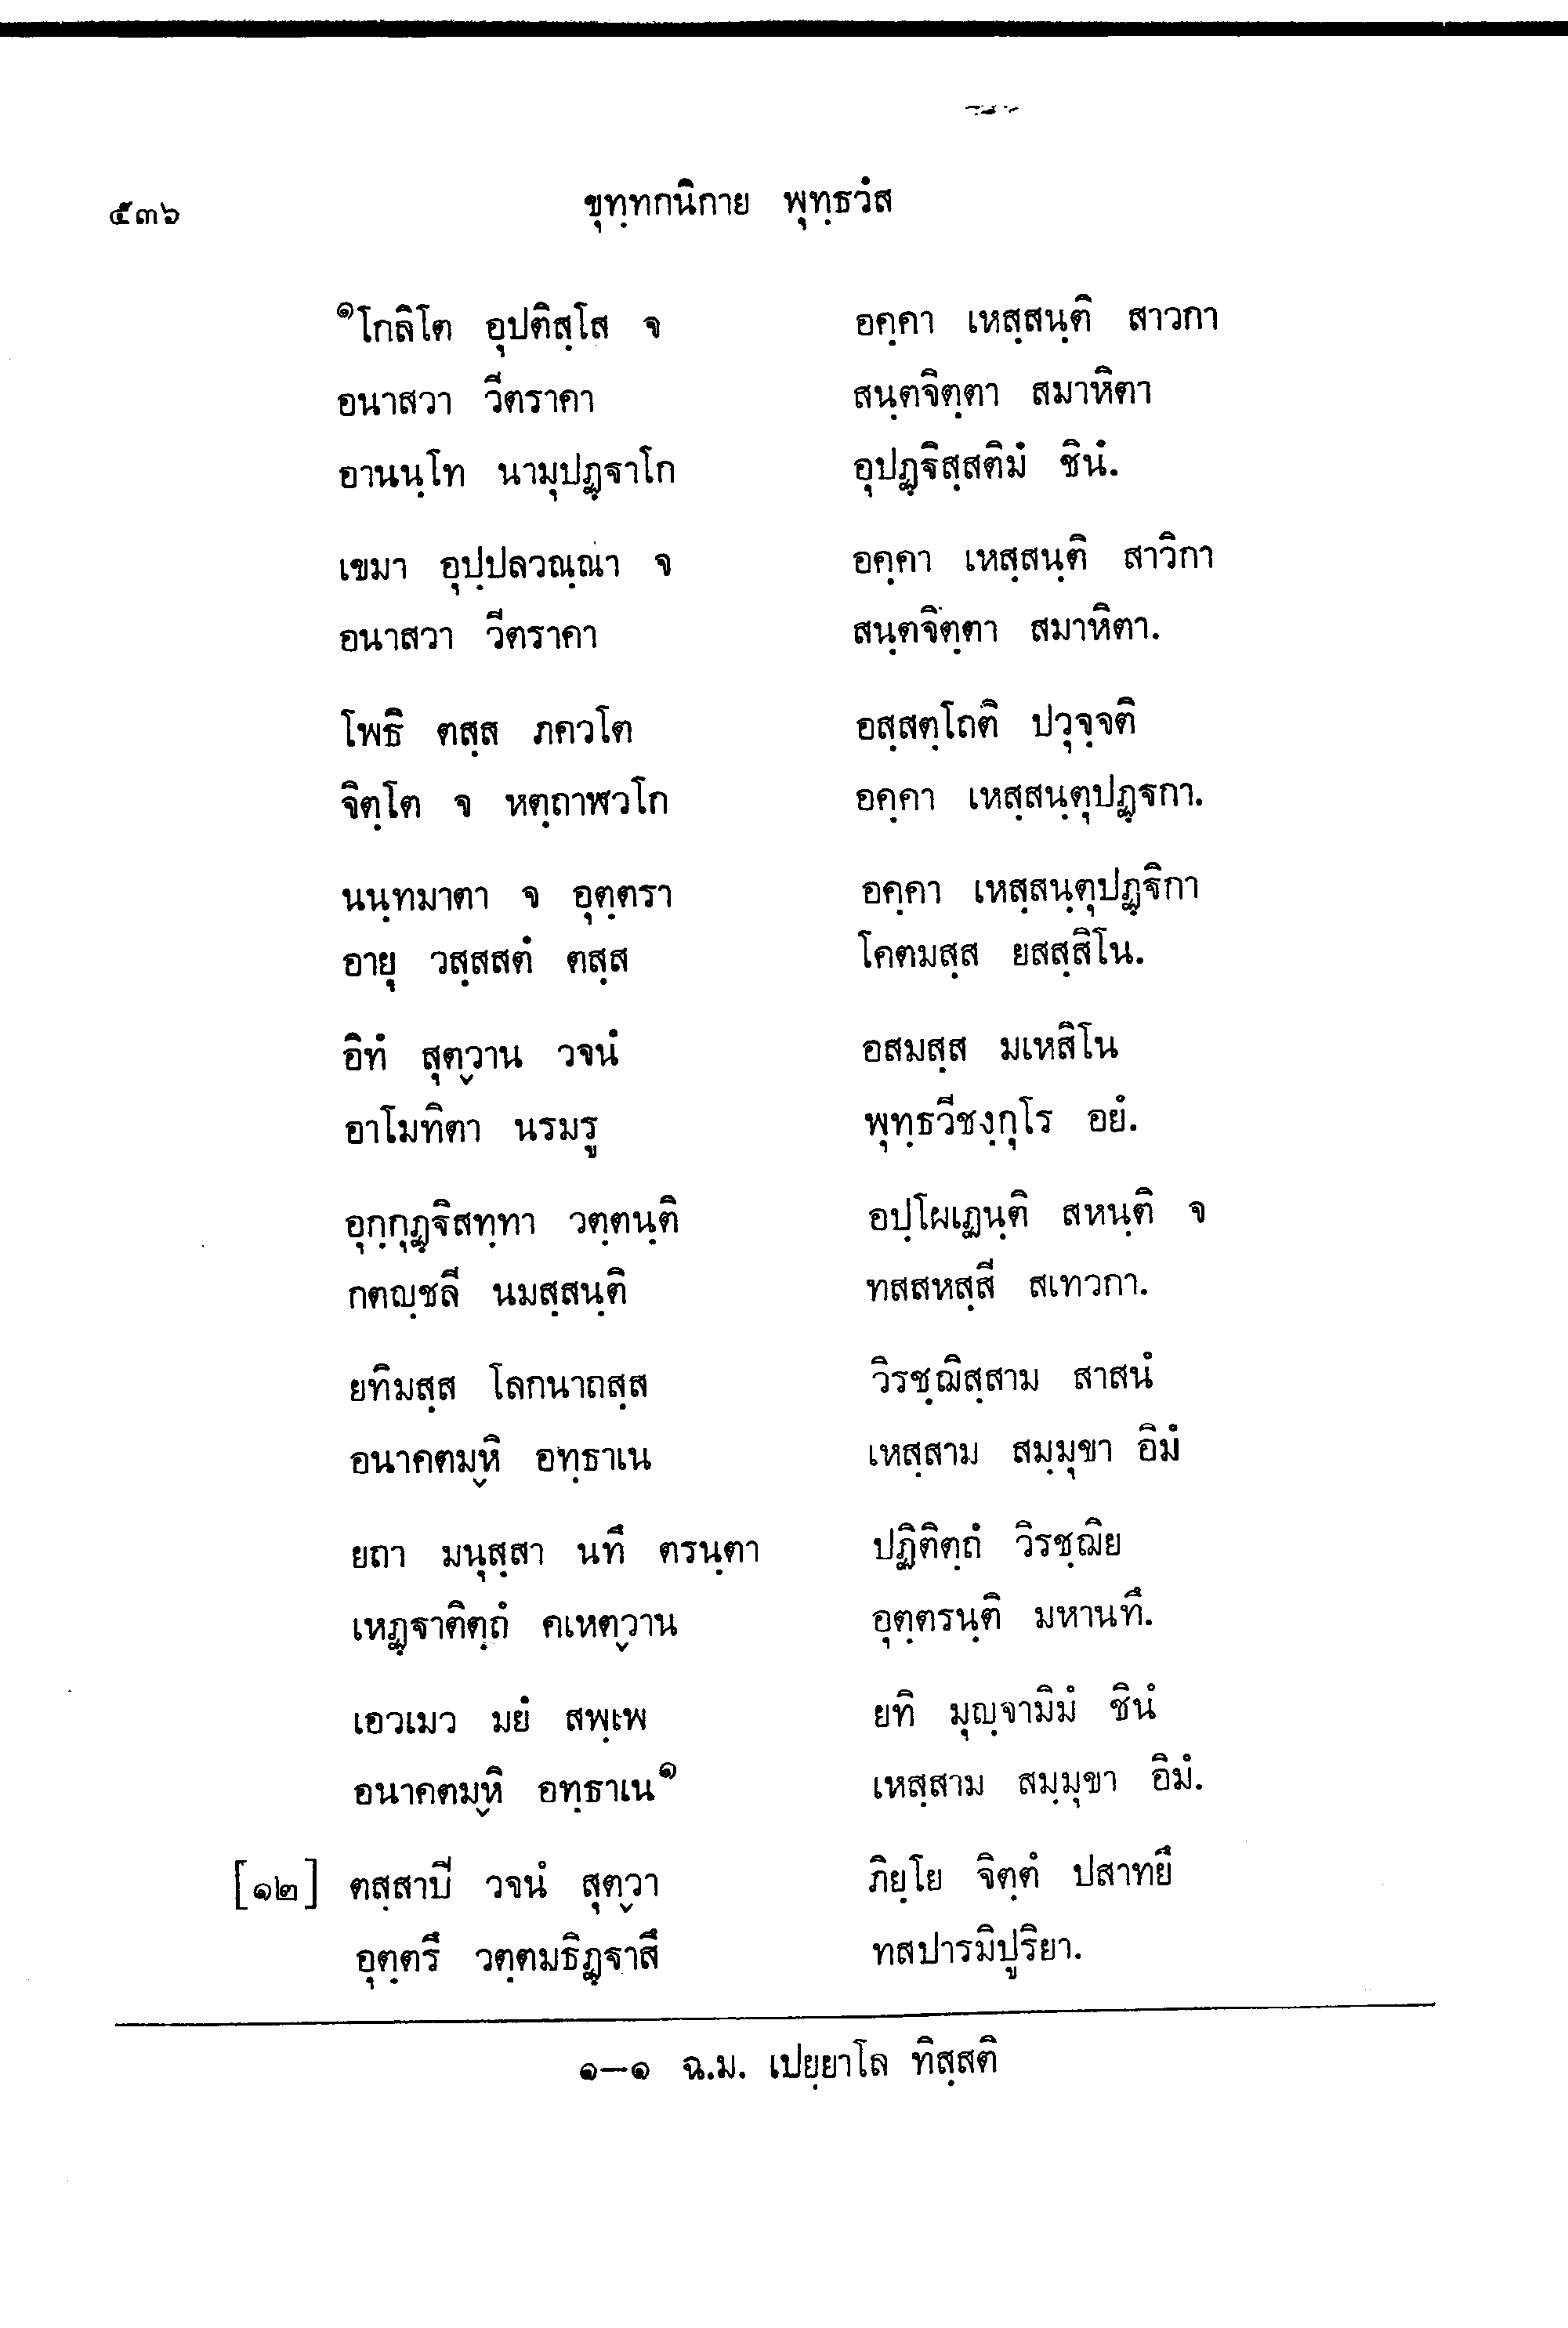 ๕๓๖ ขุทฺทกนิกาย พุทฺธวํส
๑โกลิโต อุปติสฺโส จ อคฺคา เหสฺสนฺติ สาวกา
อนาสวา วีตราคา สนฺตจิตฺตา สมาหิตา
อานนฺโท นามุปฏฺฐาโก อุปฏฺฐิสฺสติมํ ชินํ.
เขมา อุปฺปลวณฺณา จ อคฺคา เหสฺสนฺติ สาวิกา
อนาสวา วีตราคา สนฺตจิตฺตา สมาหิตา.
โพธิ ตสฺส ภควโต อสฺสตฺโถติ ปวุจฺจติ
จิตฺโต จ หตฺถาฬวโก อคฺคา เหสฺสนฺตุปฏฺฐกา.
นนฺทมาตา จ อุตฺตรา อคฺคา เหสฺสนฺตุปฏฺฐิกา
อายุ วสฺสสตํ ตสฺส โคตมสฺส ยสสฺสิโน.
อิทํ สุตฺวาน วจนํ อสมสฺส มเหสิโน
อาโมทิตา นรมรู พุทฺธวีชงฺกุโร อยํ.
อุกฺกุฏฺฐิสทฺทา วตฺตนฺติ อปฺโผเฏนฺติ สหนฺติ จ
กตญฺชลี นมสฺสนฺติ ทสสหสฺสี สเทวกา.
ยทิมสฺส โลกนาถสฺส วิรชฺฌิสฺสาม สาสนํ
อนาคตมฺหิ อทฺธาเน เหสฺสาม สมฺมุขา อิมํ
ยถา มนุสฺสา นทึ ตรนฺตา ปฏิติตฺถํ วิรชฺฌิย
เหฏฺฐาติตฺถํ คเหตฺวาน อุตฺตรนฺติ มหานทึ.
เอวเมว มยํ สพฺเพ ยทิ มุญฺจามิมํ ชินํ
อนาคตมฺหิ อทฺธาเน๑ เหสฺสาม สมฺมุขา อิมํ.
[๑๒] ตสฺสาปี วจนํ สุตฺวา ภิยฺโย จิตฺตํ ปสาทยึ
อุตฺตรึ วตฺตมธิฏฺฐาสึ ทสปารมิปูริยา.
๑–๑ ฉ.ม. เปยฺยาโล ทิสฺสติ